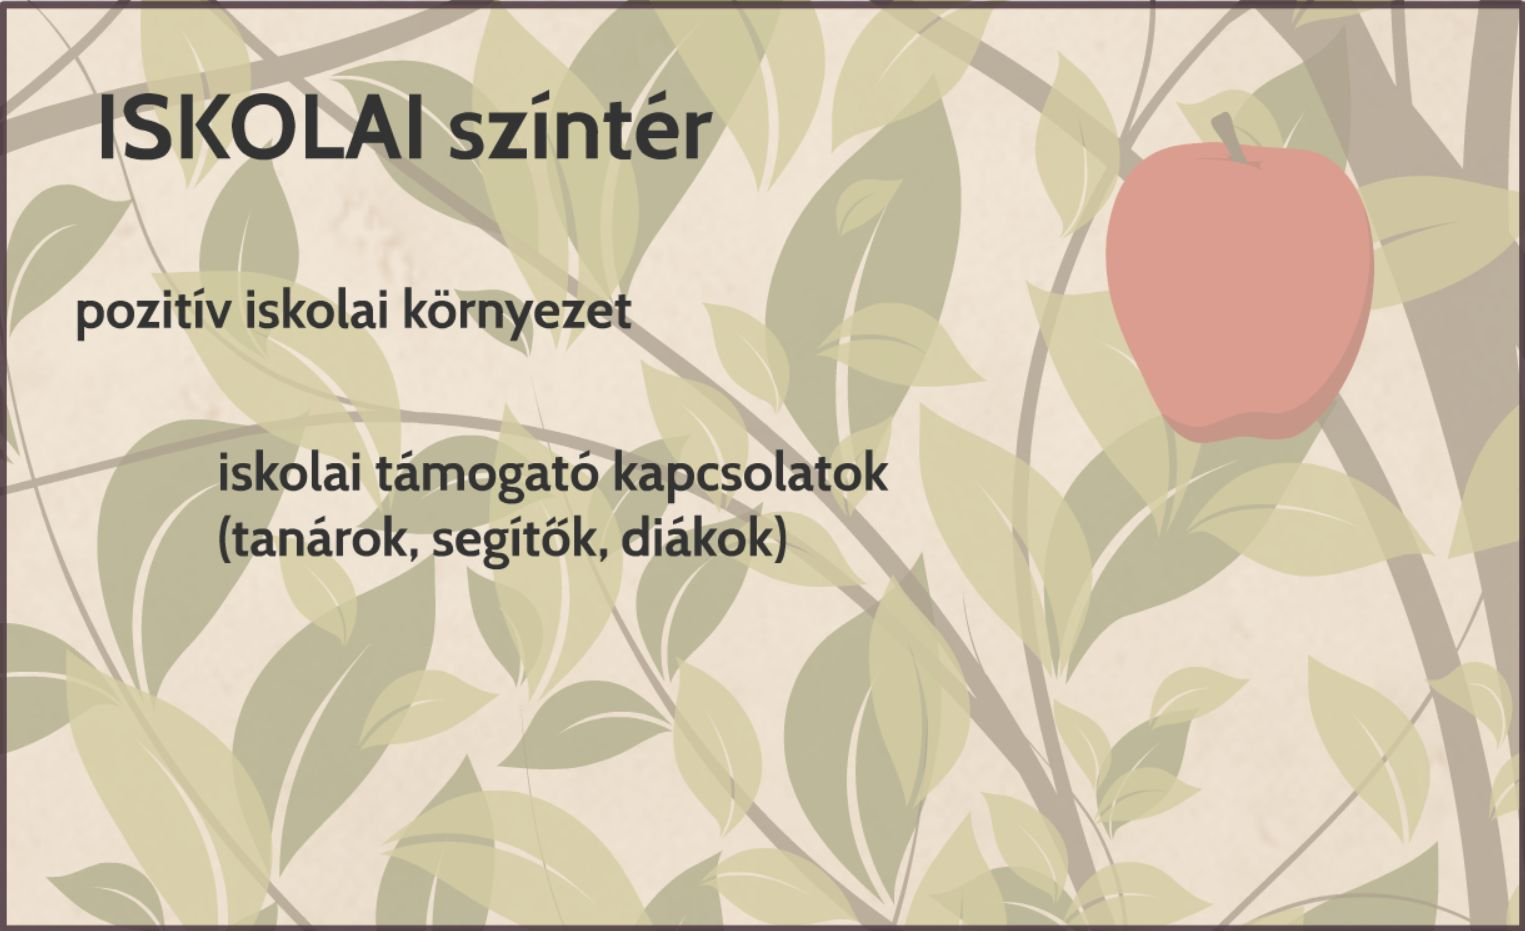 ISKOLAI színtér
pozitív iskolai környezet
iskolai támogató kapcsolatok
(tanárok, segítők, diákok)